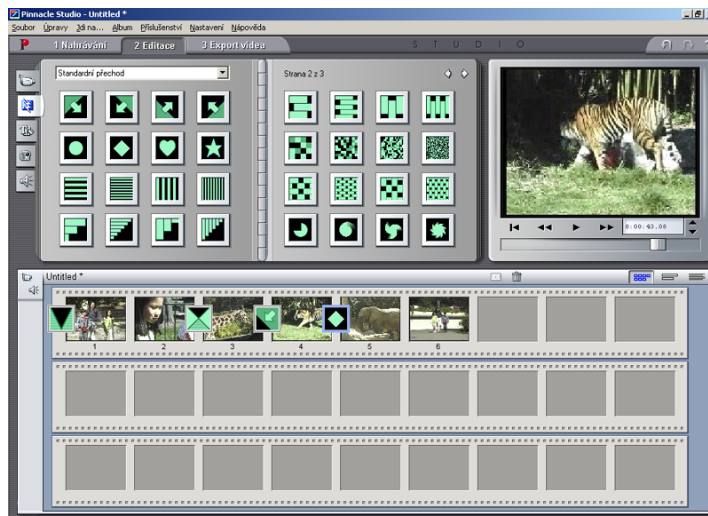 Pinnacle Studio - Untitled *
Soubor Úpravy Jdi na... Album Příslušenství Nastavení Nápověda
P 1 Nahrávání 2 Editace 3 Export videa STUDIO ?
Standardní přechod
Strana 2 z 3
0:00:43.08
Untitled *
1 2 3 4 5 6